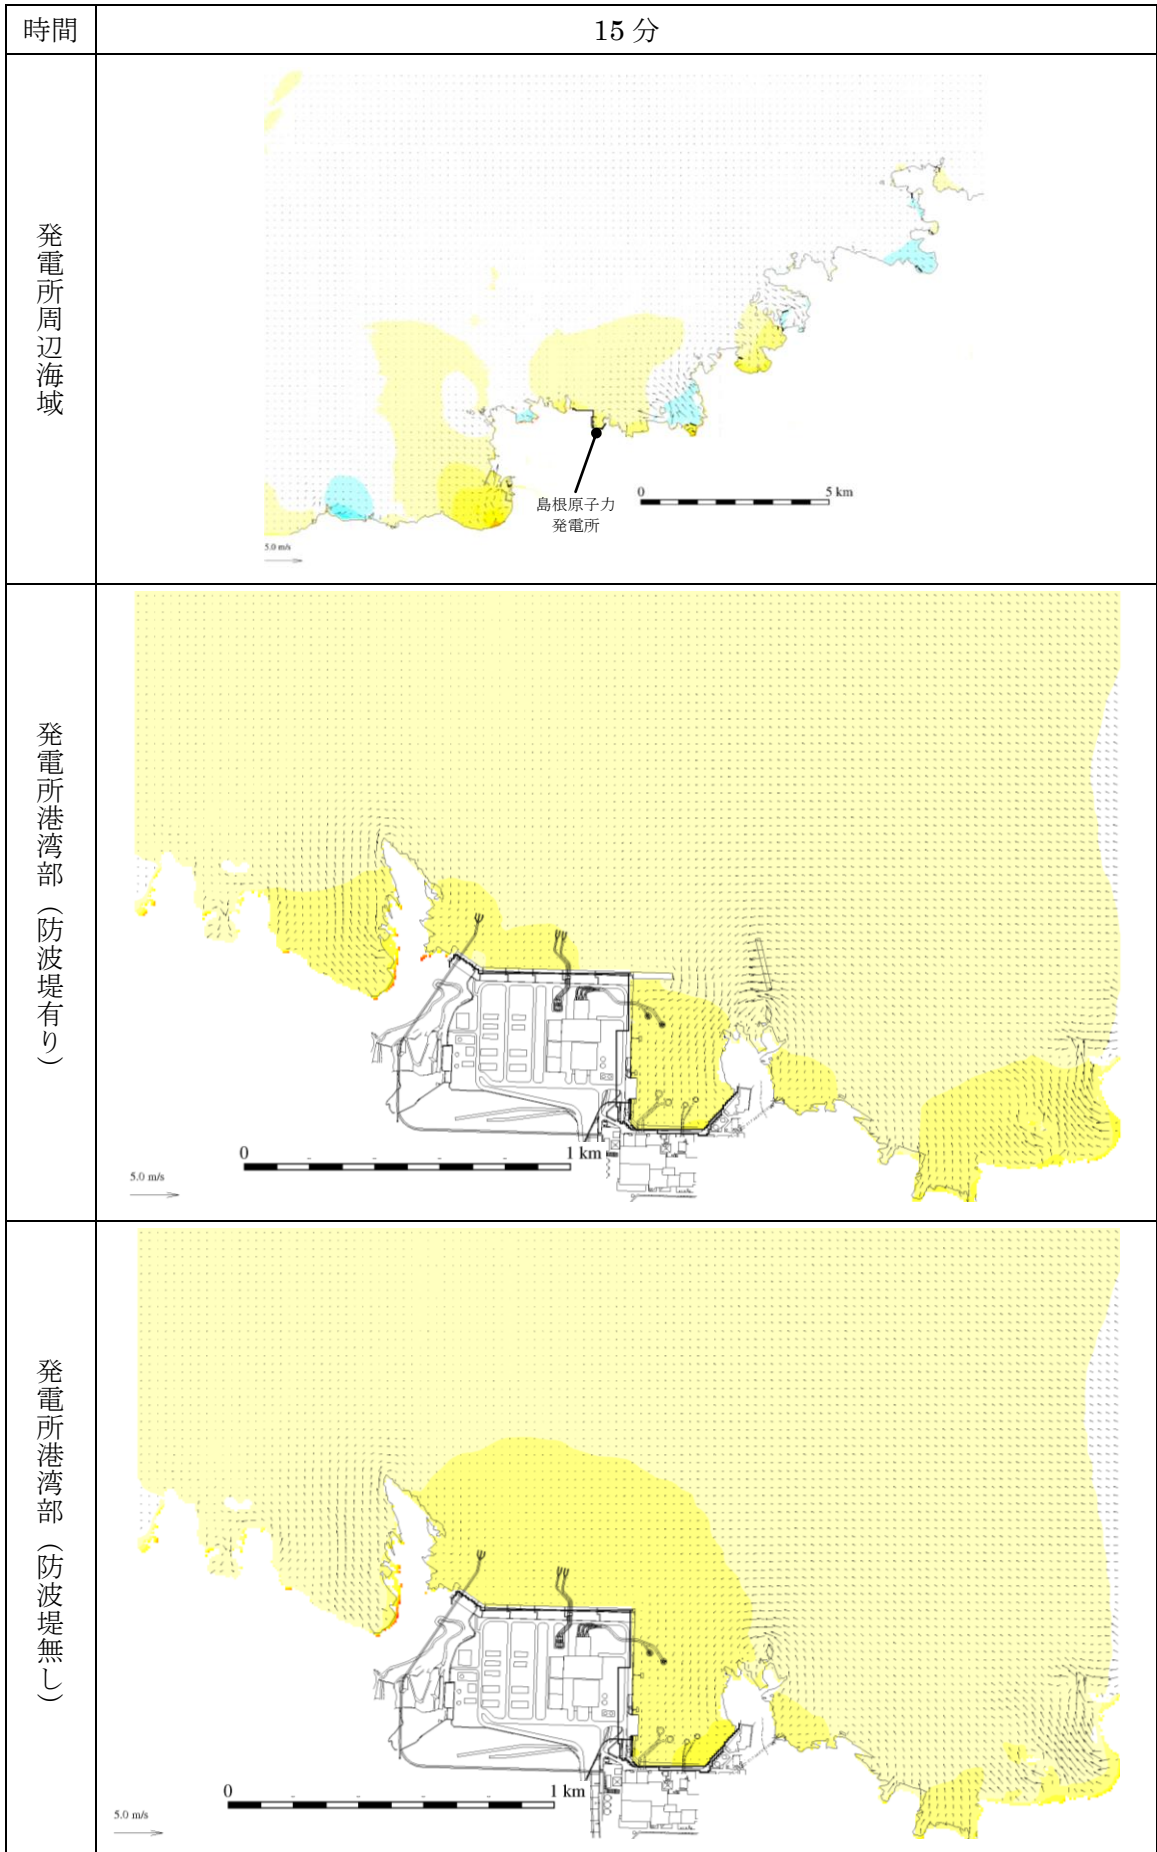 時間
15 分
発電所周辺海域
島根原子力
発電所
0 5 km
5.0 m/s
発電所港湾部（防波堤有り）
0 1 km
5.0 m/s
発電所港湾部（防波堤無し）
0 1 km
5.0 m/s